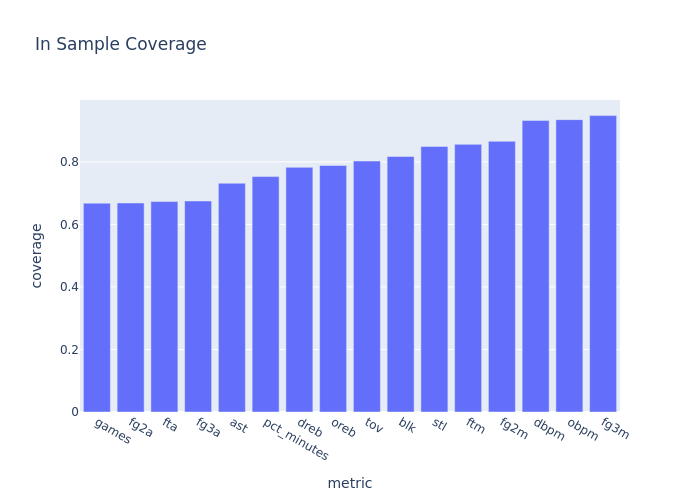 In Sample Coverage
coverage
0.8
0.6
0.4
0.2
0
games
fg2a
fta
fg3a
ast
pct_minutes
dreb
oreb
tov
blk
stl
ftm
fg2m
dbpm
obpm
fg3m
metric